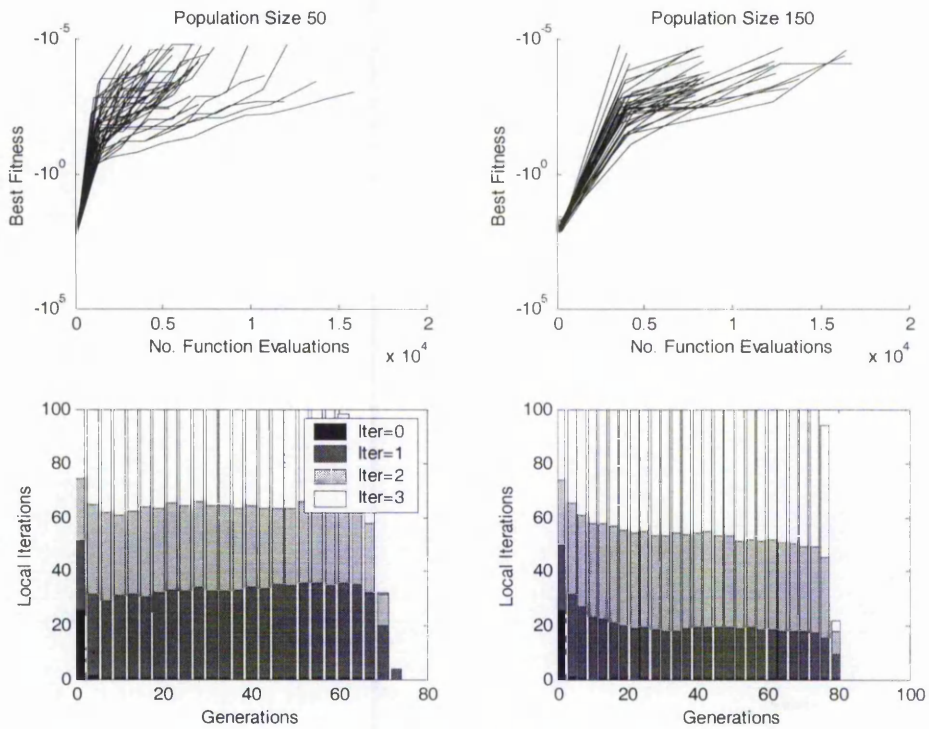 Population Size 50
-10^-5
-10^0
-10^5
Best Fitness
0 0.5 1 1.5 2
No. Function Evaluations
x 10^4
Population Size 150
-10^-5
-10^0
-10^5
Best Fitness
0 0.5 1 1.5 2
No. Function Evaluations
x 10^4
100
80
60
40
20
0
Local Iterations
Iter=0
Iter=1
Iter=2
Iter=3
0 20 40 60 80
Generations
100
80
60
40
20
0
Local Iterations
0 20 40 60 80 100
Generations